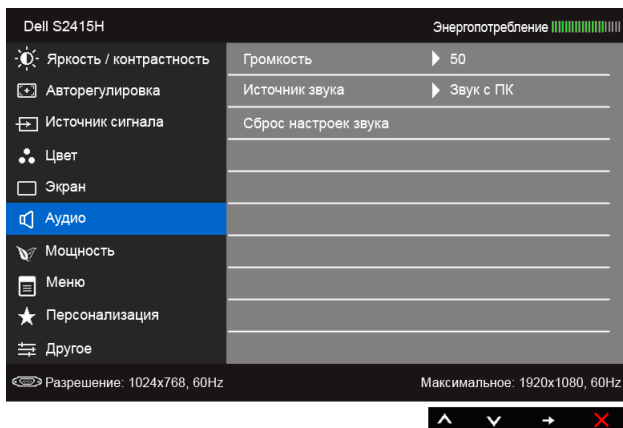 Dell S2415H Энергопотребление
Яркость / контрастность Громкость 50
Авторегулировка Источник звука Звук с ПК
Источник сигнала Сброс настроек звука
Цвет
Экран
Аудио
Мощность
Меню
Персонализация
Другое
Разрешение: 1024x768, 60Hz Максимальное: 1920x1080, 60Hz